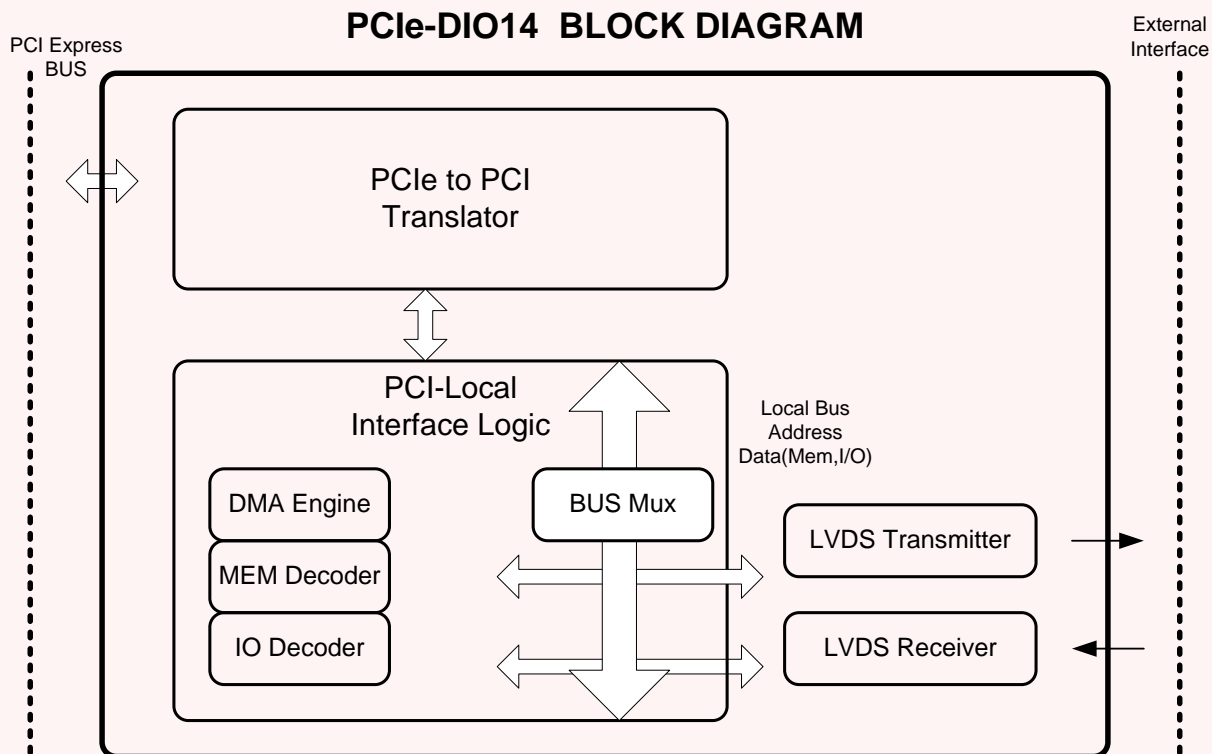 PCIe-DIO14 BLOCK DIAGRAM
PCI Express
BUS
External
Interface
PCIe to PCI
Translator
PCI-Local
Interface Logic
Local Bus
Address
Data(Mem,I/O)
DMA Engine
BUS Mux
LVDS Transmitter
MEM Decoder
IO Decoder
LVDS Receiver